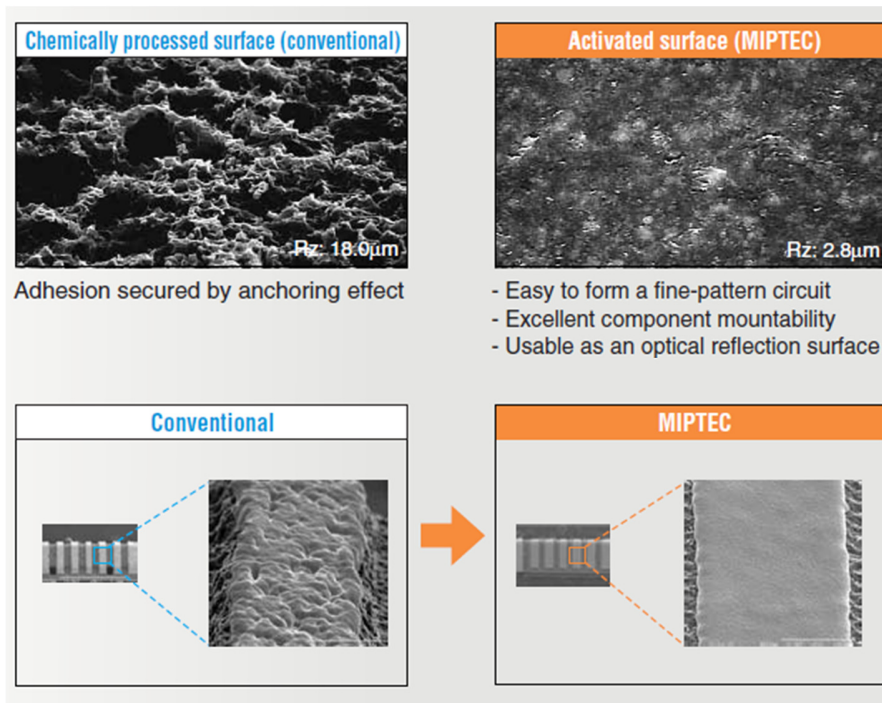 Chemically processed surface (conventional)
Rz: 18.0μm
Adhesion secured by anchoring effect
Activated surface (MIPTEC)
Rz: 2.8μm
- Easy to form a fine-pattern circuit
- Excellent component mountability
- Usable as an optical reflection surface
Conventional
MIPTEC